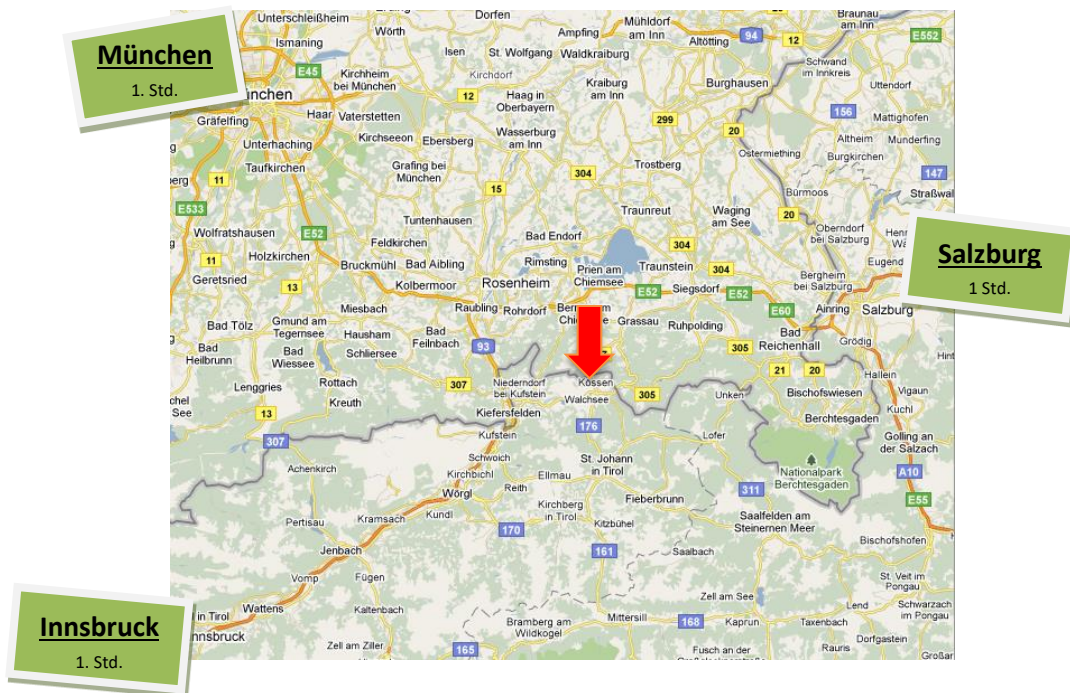 München
1. Std.
Salzburg
1 Std.
Innsbruck
1. Std.
Unterschleißheim
Dorfen
Ampfing
Mühldorf
am Inn
Altötting
94
12
Braunau
am Inn
E552
Ismaning
Wörth
Isen
St. Wolfgang
Waldkraiburg
Schwand
im Innkreis
E45
Kirchheim
bei München
Kirchdorf
12
Haag in
Oberbayern
Kraiburg
am Inn
Burghausen
Uttendorf
Gräfelfing
Haar
Vaterstetten
Kirchseeon
Ebersberg
Wasserburg
am Inn
299
20
156
Mattighofen
Altheim
Munderfing
Unterhaching
Taufkirchen
Grafing bei
München
Trostberg
Ostermiething
Burgkirchen
147
Straßwal
11
15
304
Bürmoos
E533
Wolfratshausen
E52
Tuntenhausen
Traunreut
Waging
am See
20
Oberndorf
bei Salzburg
Feldkirchen
Bad Endorf
304
11
Holzkirchen
Geretsried
Bruckmühl
Bad Aibling
Rimsting
Prien am
Chiemsee
Traunstein
304
Bergheim
bei Salzburg
Eugend
13
Kolbermoor
Rosenheim
E52
Siegsdorf
E52
E60
Salzburg
Miesbach
Raubling
Rohrdorf
Grassau
Ruhpolding
Ainring
Bad Tölz
Gmund am
Tegernsee
Hausham
Bad
Feilnbach
Bad
Reichenhall
Grödig
Bad
Heilbrunn
Bad
Wiessee
Schliersee
93
305
Hallein
Lenggries
Rottach
307
Niederndorf
bei Kufstein
Kössen
305
21
20
Bischofswiesen
Vigaun
Kreuth
Walchsee
Unken
Kuchl
13
Kiefersfelden
Berchtesgaden
307
Kufstein
176
Lofer
Golling an
der Salzach
Achenkirch
Schwoich
St. Johann
in Tirol
Nationalpark
Berchtesgaden
A10
Kirchbichl
Ellmau
311
Wörgl
Reith
Fieberbrunn
E55
Pertisau
Kramsach
Kundl
Kirchberg
in Tirol
Saalfelden am
Steinernen Meer
170
Kitzbühel
Bischofshofen
Jenbach
161
Saalbach
Vomp
Fügen
St. Veit im
Pongau
in Tirol
Wattens
Kaltenbach
Zell am See
Lend
Schwarzach
im Pongau
nnsbruck
Mittersill
168
Kaprun
Taxenbach
Bramberg am
Wildkogel
Zell am Ziller
165
Rauris
Dorfgastein
Fusch an der